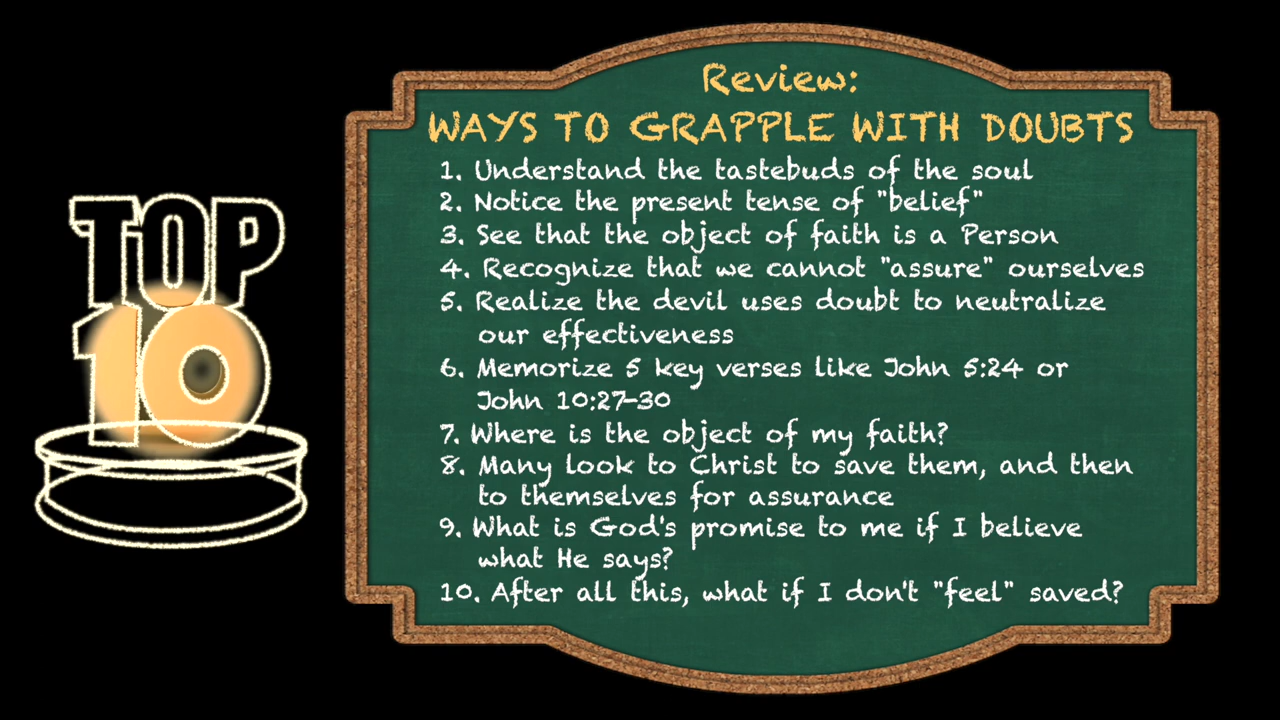 TOP
10
Review:
WAYS TO GRAPPLE WITH DOUBTS
1. Understand the tastebuds of the soul
2. Notice the present tense of "belief"
3. See that the object of faith is a Person
4. Recognize that we cannot "assure" ourselves
5. Realize the devil uses doubt to neutralize
our effectiveness
6. Memorize 5 key verses like John 5:24 or
John 10:27-30
7. Where is the object of my faith?
8. Many look to Christ to save them, and then
to themselves for assurance
9. What is God's promise to me if I believe
what He says?
10. After all this, what if I don't "feel" saved?